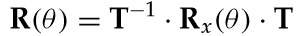 R(θ) = T⁻¹ · Rₓ(θ) · T